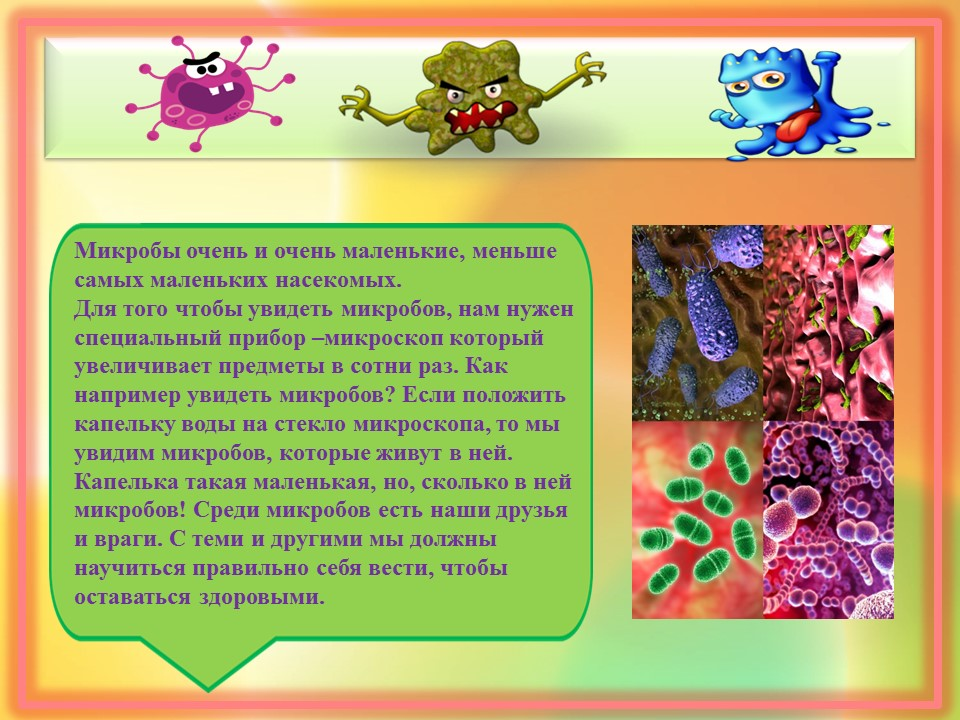 Микробы очень и очень маленькие, меньше
самых маленьких насекомых.
Для того чтобы увидеть микробов, нам нужен
специальный прибор –микроскоп который
увеличивает предметы в сотни раз. Как
например увидеть микробов? Если положить
капельку воды на стекло микроскопа, то мы
увидим микробов, которые живут в ней.
Капелька такая маленькая, но, сколько в ней
микробов! Среди микробов есть наши друзья
и враги. С теми и другими мы должны
научиться правильно себя вести, чтобы
оставаться здоровыми.